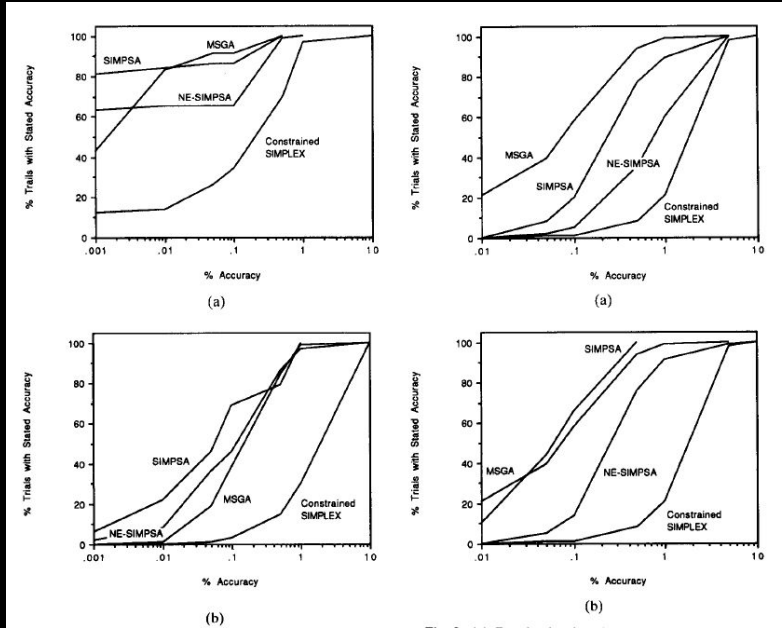 % Trails with Stated Accuracy
100
80
60
40
20
0
SIMPSA
MSGA
NE-SIMPSA
Constrained
SIMPLEX
.001 .01 .1 1 10
% Accuracy
(a)
% Trials with Stated Accuracy
100
80
60
40
20
0
MSGA
SIMPSA
NE-SIMPSA
Constrained
SIMPLEX
.01 .1 1 10
% Accuracy
(a)
% Trials with Stated Accuracy
100
80
60
40
20
0
SIMPSA
NE-SIMPSA
MSGA
Constrained
SIMPLEX
0.001 .01 .1 1 10
% Accuracy
(b)
% Trials with Stated Accuracy
100
80
60
40
20
0
SIMPSA
MSGA
NE-SIMPSA
Constrained
SIMPLEX
.01 .1 1 10
% Accuracy
(b)